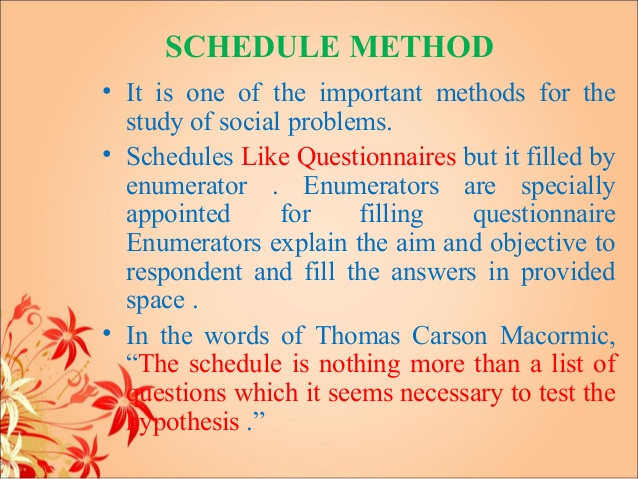 SCHEDULE METHOD
• It is one of the important methods for the
study of social problems.
• Schedules Like Questionnaires but it filled by
enumerator . Enumerators are specially
appointed for filling questionnaire
Enumerators explain the aim and objective to
respondent and fill the answers in provided
space .
• In the words of Thomas Carson Macormic,
“The schedule is nothing more than a list of
questions which it seems necessary to test the
hypothesis .”